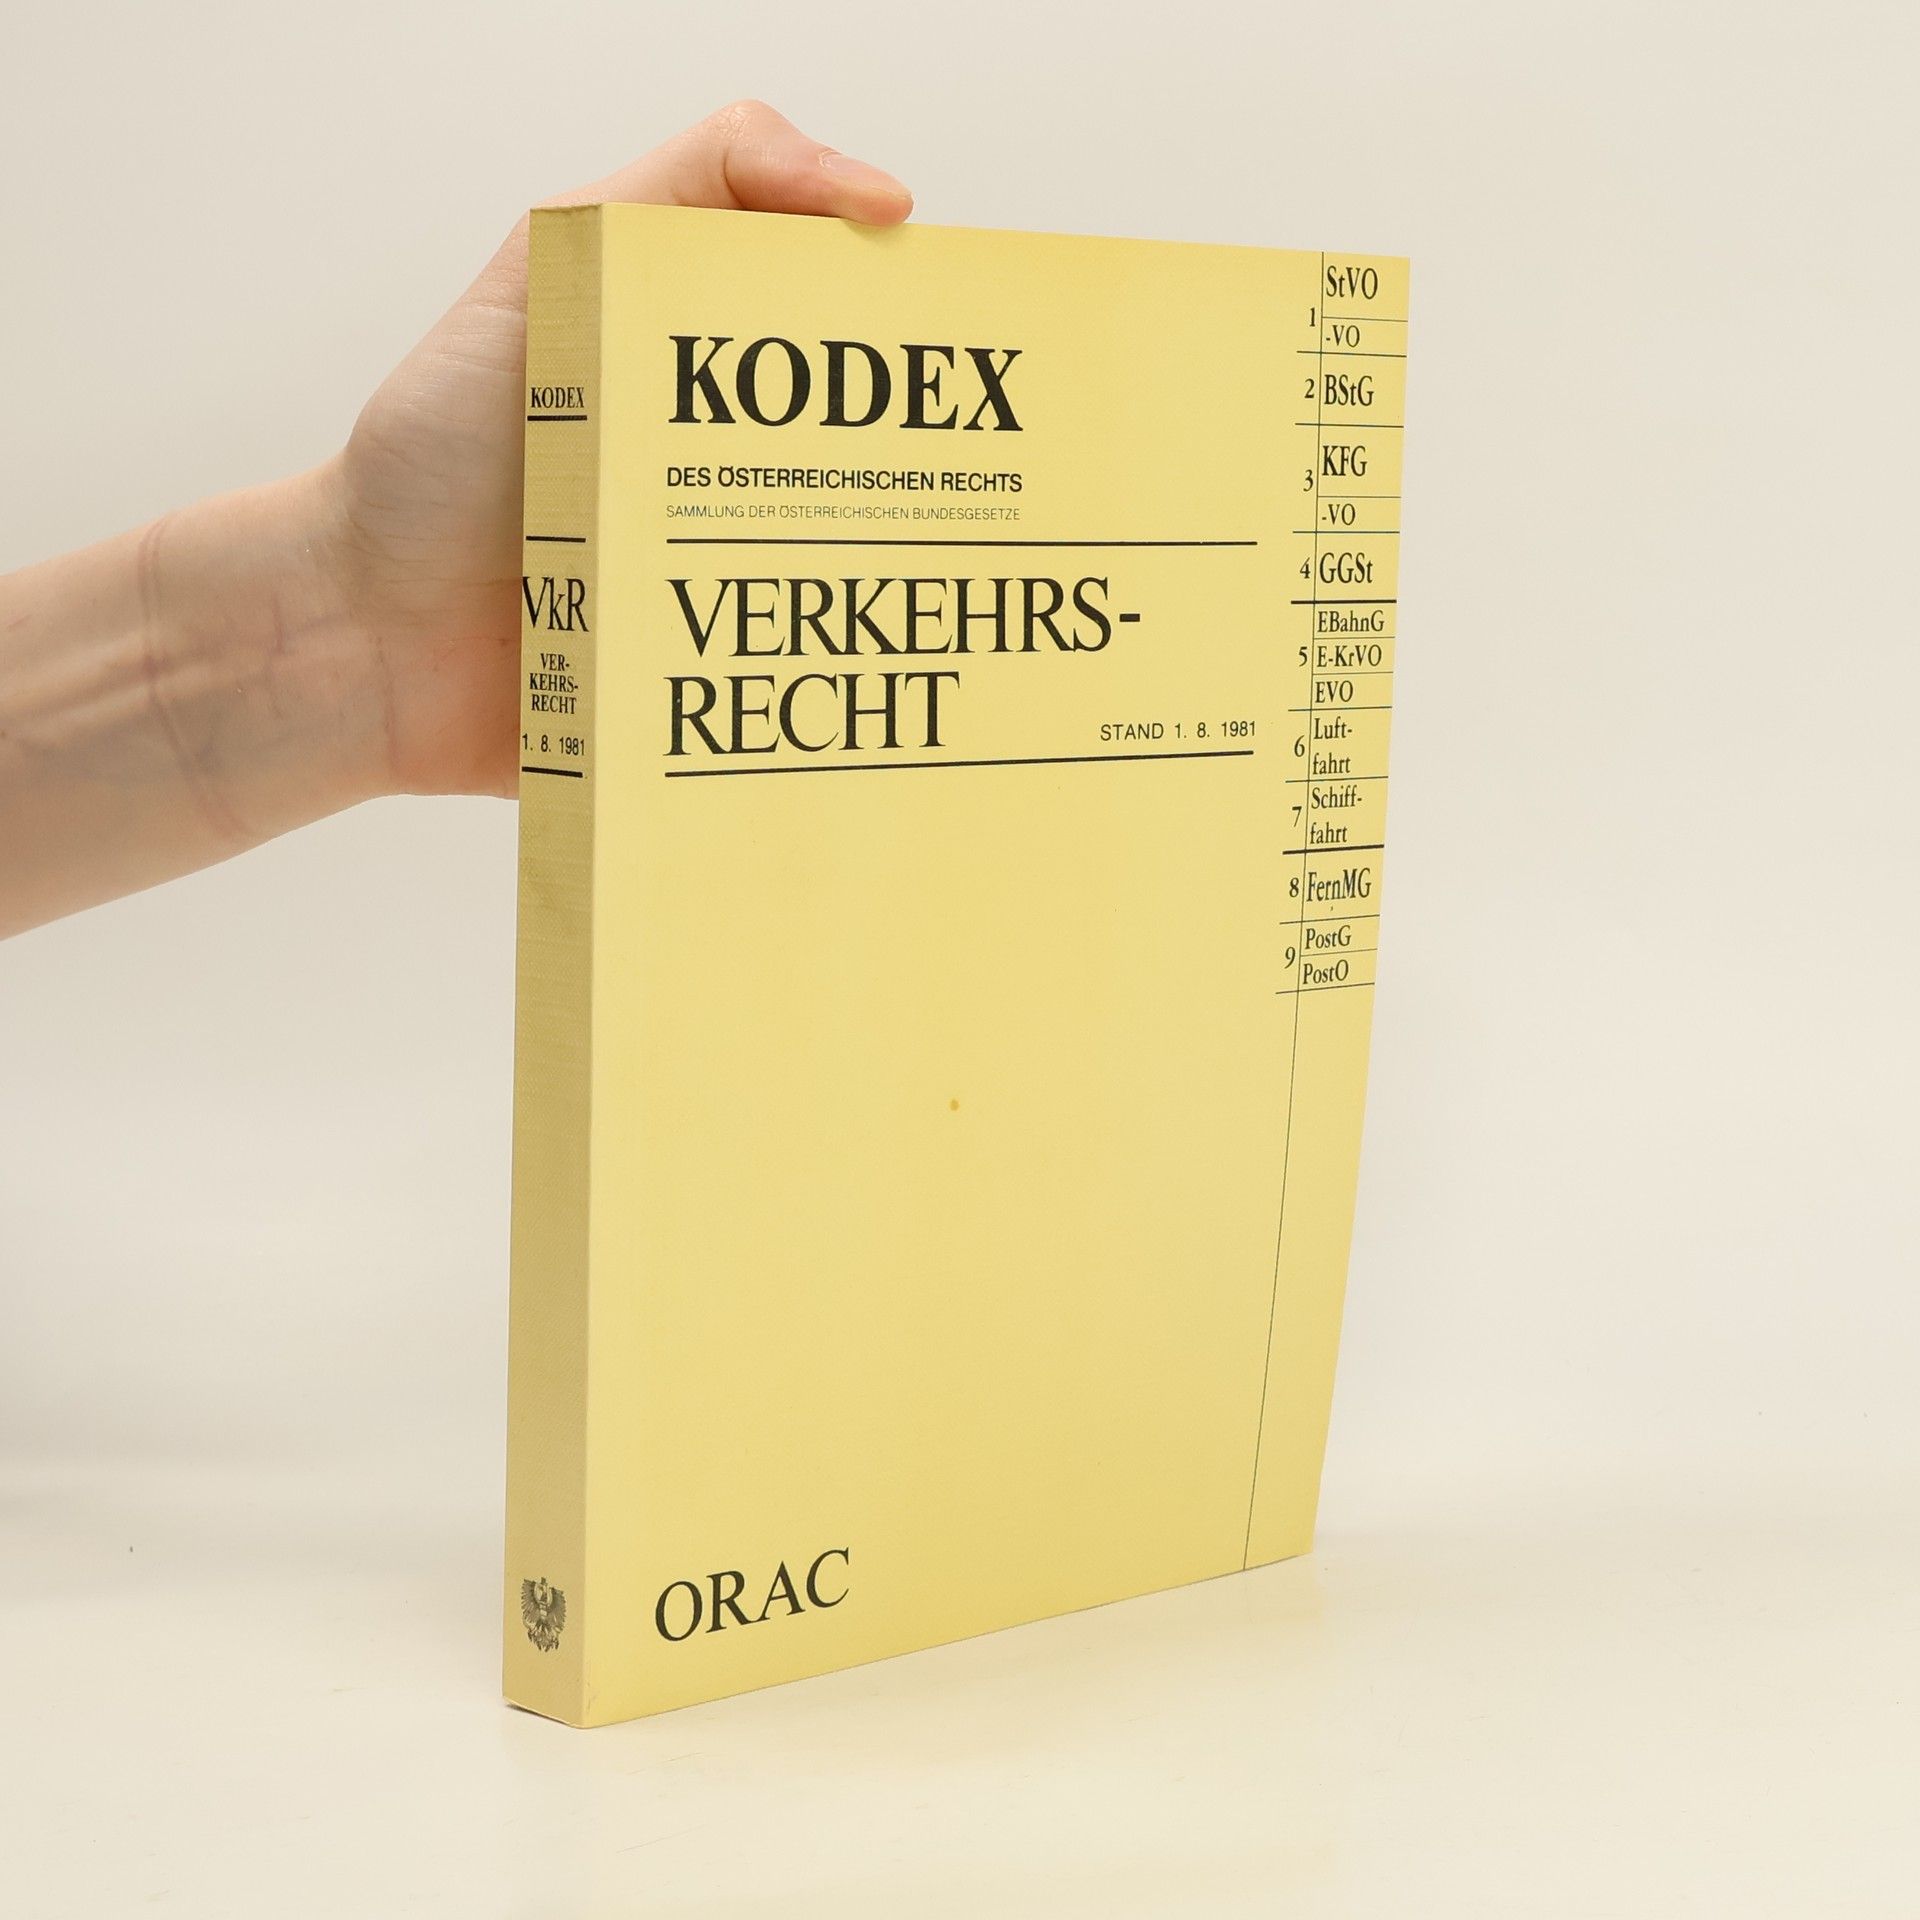 KODEX
VkR
VER-
KEHRS-
RECHT
1. 8. 1981
KODEX
DES ÖSTERREICHISCHEN RECHTS
SAMMLUNG DER ÖSTERREICHISCHEN BUNDESGESETZE
VERKEHRS-
RECHT
STAND 1. 8. 1981
ORAC
1
StVO
-VO
2 BStG
3
KFG
-VO
4 GGSt
5
EBahnG
E-KrVO
EVO
6
Luft-
fahrt
7
Schiff-
fahrt
8 FernMG
9
PostG
PostO